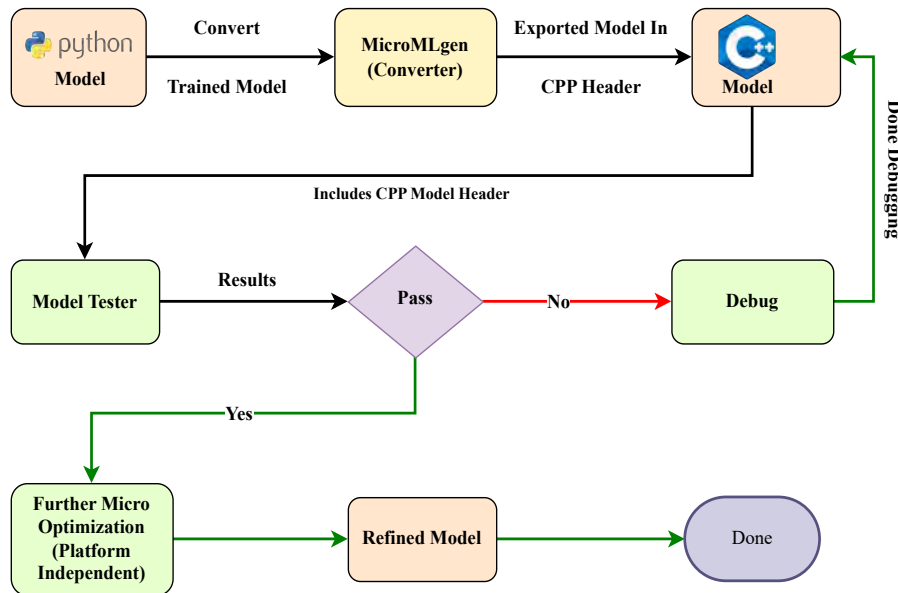 python
Model
Convert
Trained Model
MicroMLgen
(Converter)
Exported Model In
CPP Header
C++
Model
Done Debugging
Includes CPP Model Header
Model Tester
Results
Pass
No
Debug
Yes
Further Micro
Optimization
(Platform
Independent)
Refined Model
Done